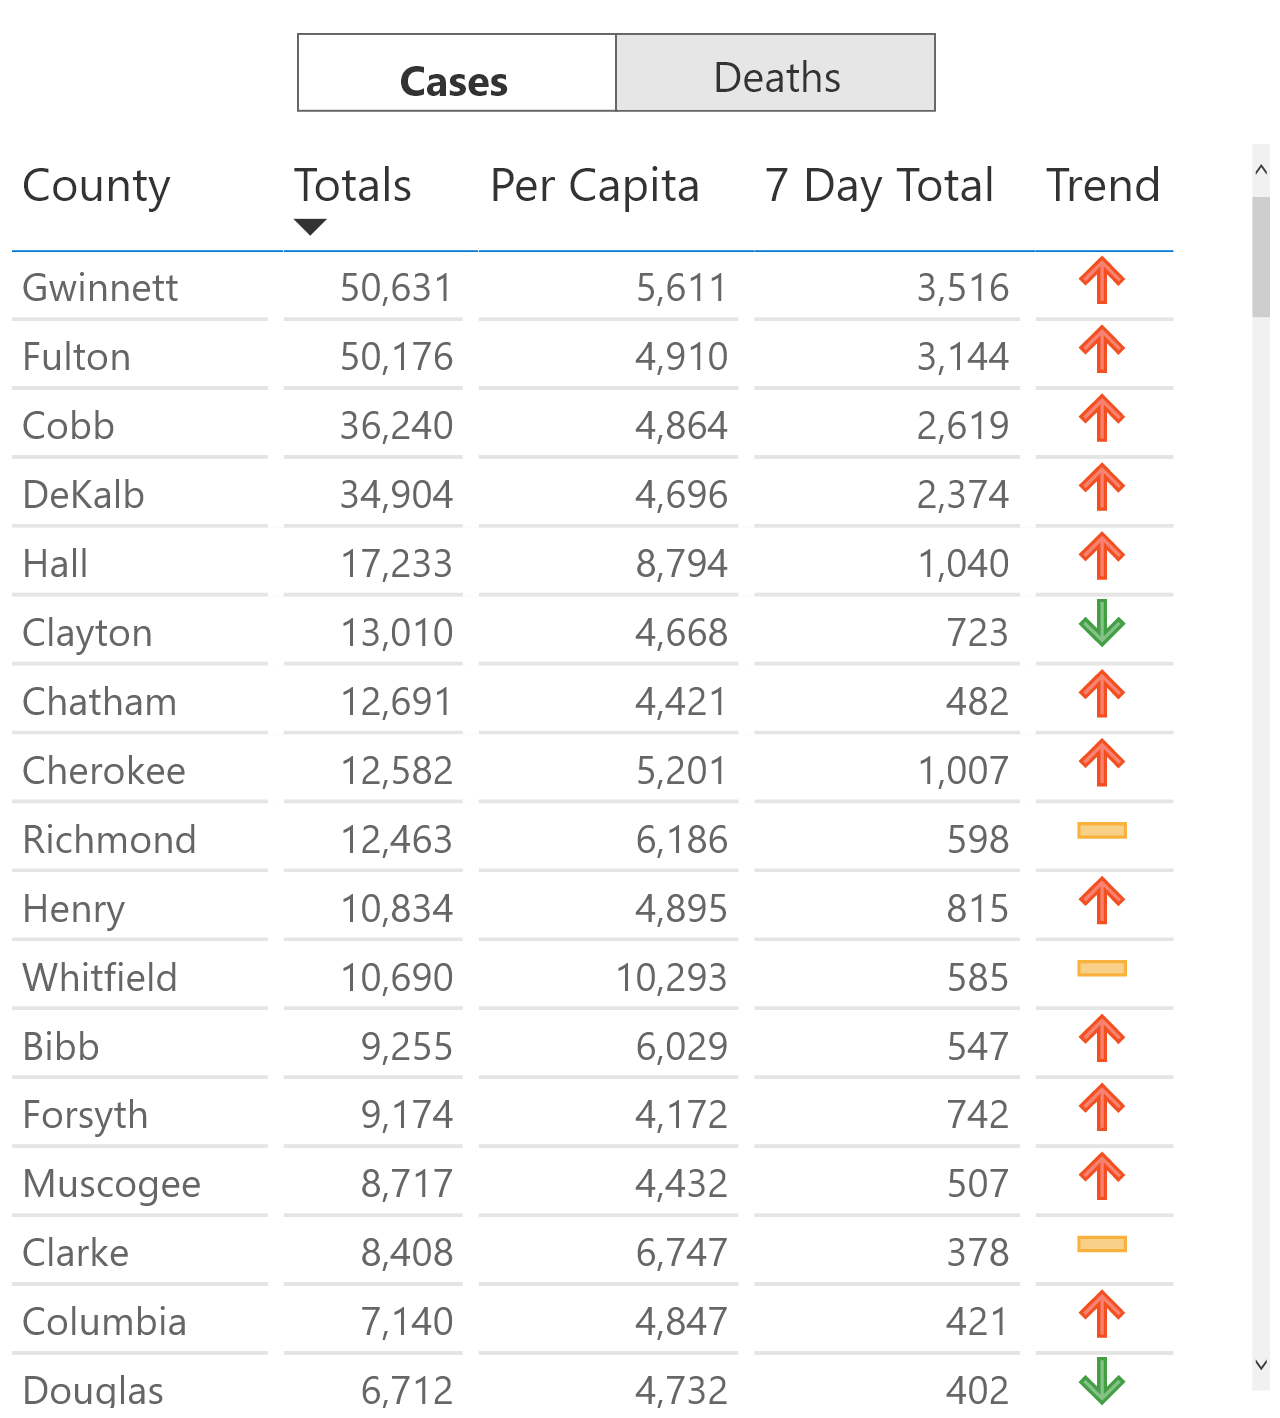 Cases Deaths
County Totals Per Capita 7 Day Total Trend
Gwinnett 50,631 5,611 3,516
Fulton 50,176 4,910 3,144
Cobb 36,240 4,864 2,619
DeKalb 34,904 4,696 2,374
Hall 17,233 8,794 1,040
Clayton 13,010 4,668 723
Chatham 12,691 4,421 482
Cherokee 12,582 5,201 1,007
Richmond 12,463 6,186 598
Henry 10,834 4,895 815
Whitfield 10,690 10,293 585
Bibb 9,255 6,029 547
Forsyth 9,174 4,172 742
Muscogee 8,717 4,432 507
Clarke 8,408 6,747 378
Columbia 7,140 4,847 421
Douglas 6,712 4,732 402